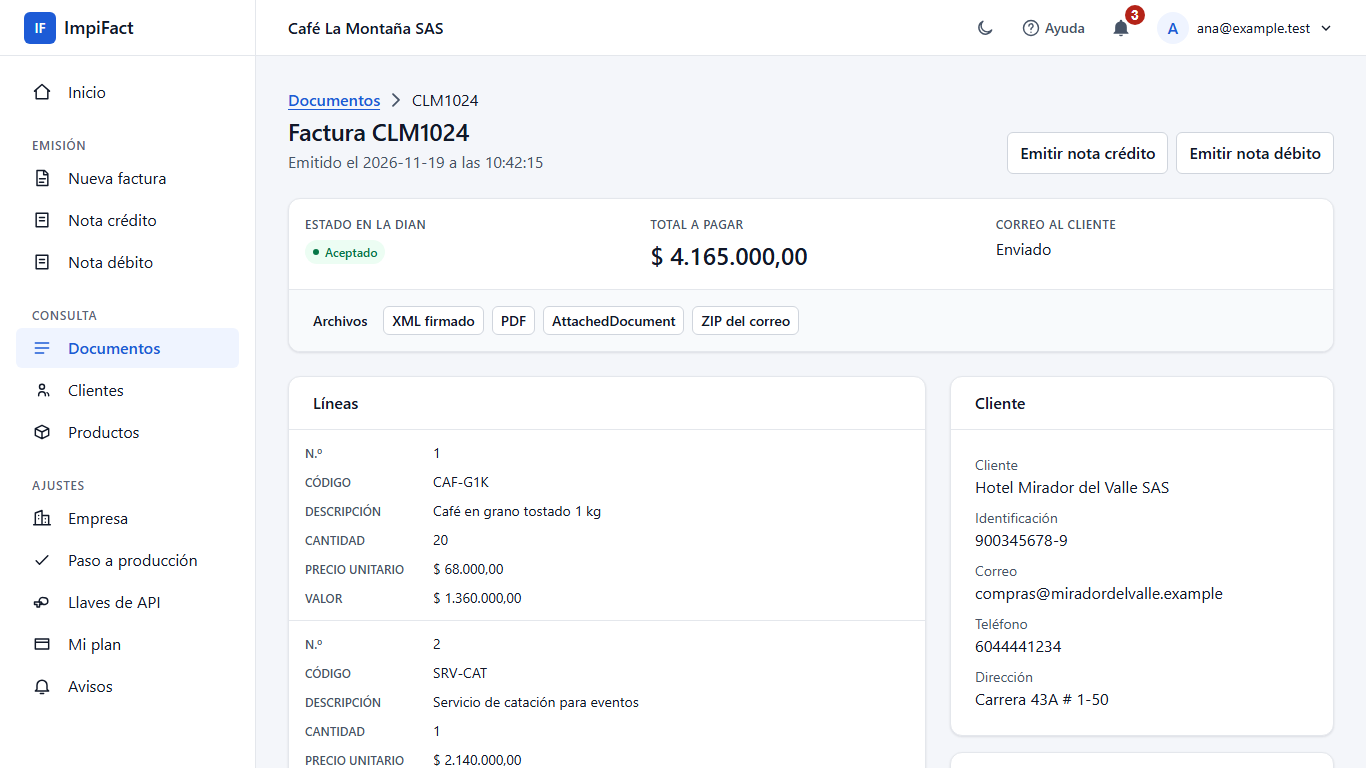 IF ImpiFact
Café La Montaña SAS
Ayuda
3
A ana@example.test
Inicio
EMISIÓN
Nueva factura
Nota crédito
Nota débito
CONSULTA
Documentos
Clientes
Productos
AJUSTES
Empresa
Paso a producción
Llaves de API
Mi plan
Avisos
Documentos > CLM1024
Factura CLM1024
Emitido el 2026-11-19 a las 10:42:15
Emitir nota crédito
Emitir nota débito
ESTADO EN LA DIAN
Aceptado
TOTAL A PAGAR
$ 4.165.000,00
CORREO AL CLIENTE
Enviado
Archivos
XML firmado
PDF
AttachedDocument
ZIP del correo
Líneas
N.º 1
CÓDIGO CAF-G1K
DESCRIPCIÓN Café en grano tostado 1 kg
CANTIDAD 20
PRECIO UNITARIO $ 68.000,00
VALOR $ 1.360.000,00
N.º 2
CÓDIGO SRV-CAT
DESCRIPCIÓN Servicio de catación para eventos
CANTIDAD 1
PRECIO UNITARIO $ 2.140.000,00
Cliente
Cliente
Hotel Mirador del Valle SAS
Identificación
900345678-9
Correo
compras@miradordelvalle.example
Teléfono
6044441234
Dirección
Carrera 43A # 1-50